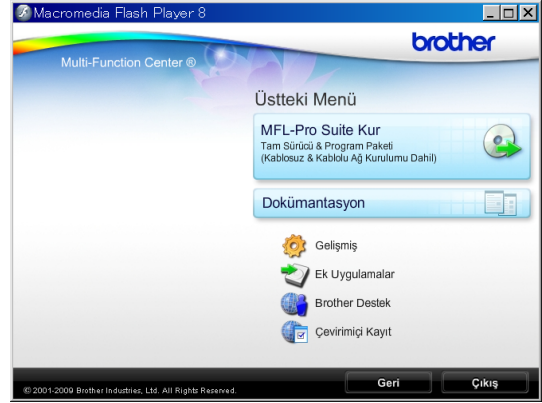 Macromedia Flash Player 8
brother
Multi-Function Center ®
Üstteki Menü
MFL-Pro Suite Kur
Tam Sürücü & Program Paketi
(Kablosuz & Kablolu Ağ Kurulumu Dahil)
Dokümantasyon
Gelişmiş
Ek Uygulamalar
Brother Destek
Çevirimiçi Kayıt
© 2001-2009 Brother Industries, Ltd. All Rights Reserved.
Geri
Çıkış